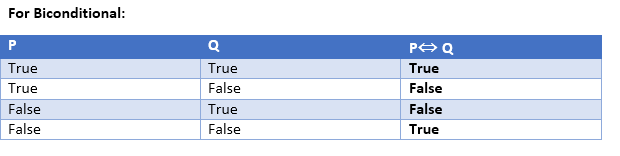 For Biconditional:
P Q P⇔ Q
True True True
True False False
False True False
False False True